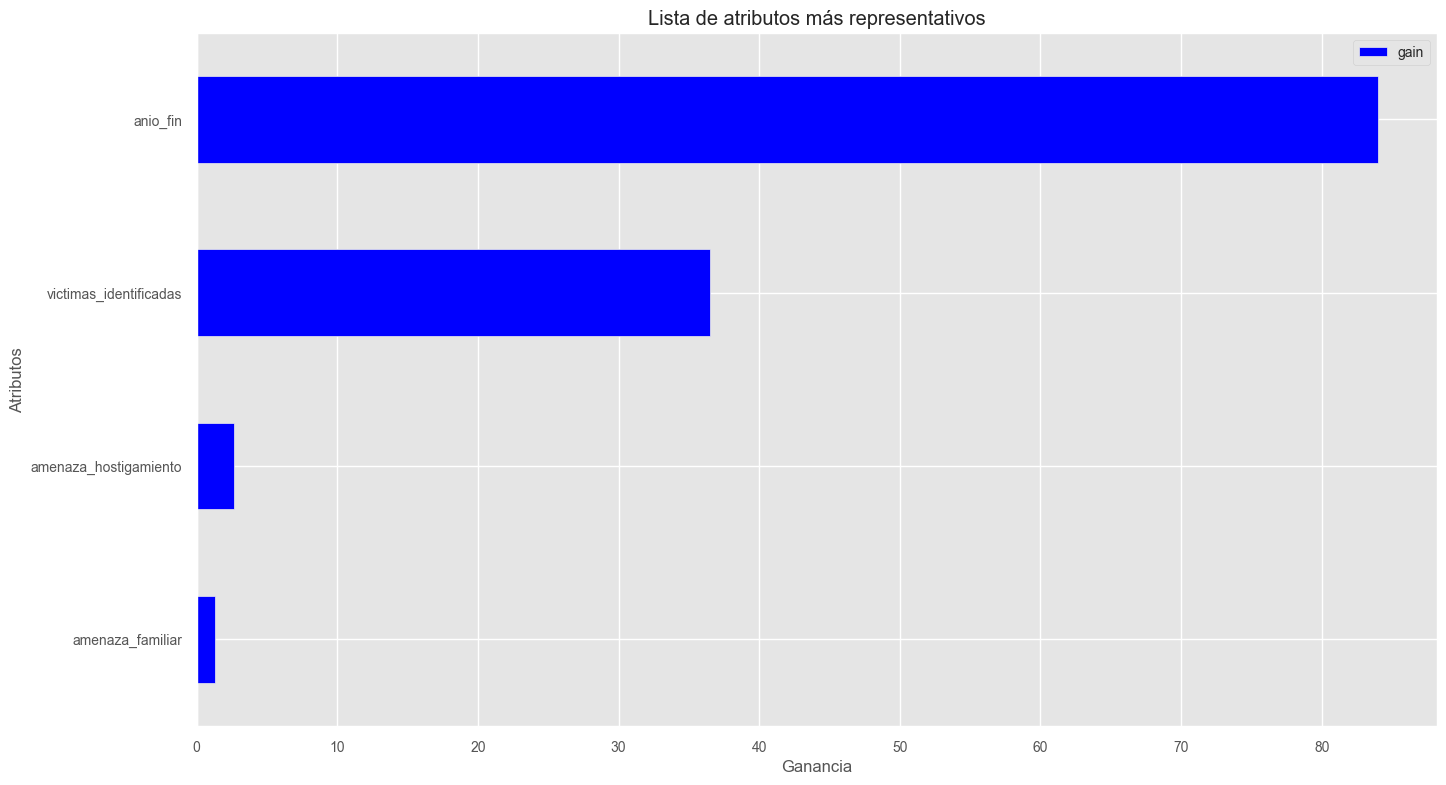 Lista de atributos más representativos
gain
anio_fin
victimas_identificadas
amenaza_hostigamiento
amenaza_familiar
Atributos
0 10 20 30 40 50 60 70 80
Ganancia